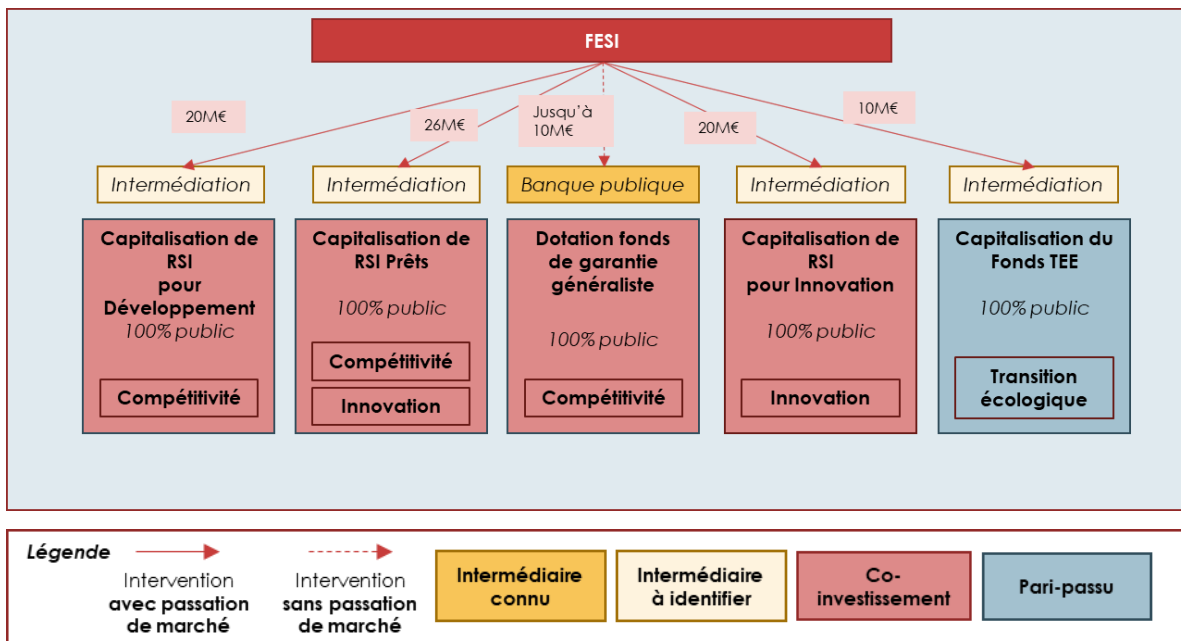 FESI
20M€
26M€
Jusqu'à
10M€
20M€
10M€
Intermédiation
Intermédiation
Banque publique
Intermédiation
Intermédiation
Capitalisation de
RSI
pour
Développement
100% public
Compétitivité
Capitalisation de
RSI Prêts
100% public
Compétitivité
Innovation
Dotation fonds
de garantie
généraliste
100% public
Compétitivité
Capitalisation de
RSI
pour Innovation
100% public
Innovation
Capitalisation du
Fonds TEE
100% public
Transition
écologique
Légende
Intervention
avec passation
de marché
Intervention
sans passation
de marché
Intermédiaire
connu
Intermédiaire
à identifier
Co-
investissement
Pari-passu